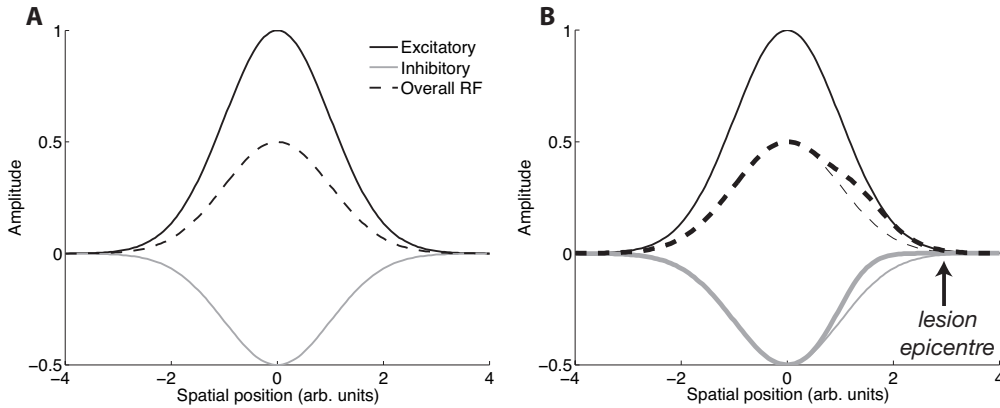 A
1
0.5
0
−0.5
−4
−2
0
2
4
Amplitude
Spatial position (arb. units)
Excitatory
Inhibitory
Overall RF
B
1
0.5
0
−0.5
−4
−2
0
2
4
Amplitude
Spatial position (arb. units)
lesion
epicentre